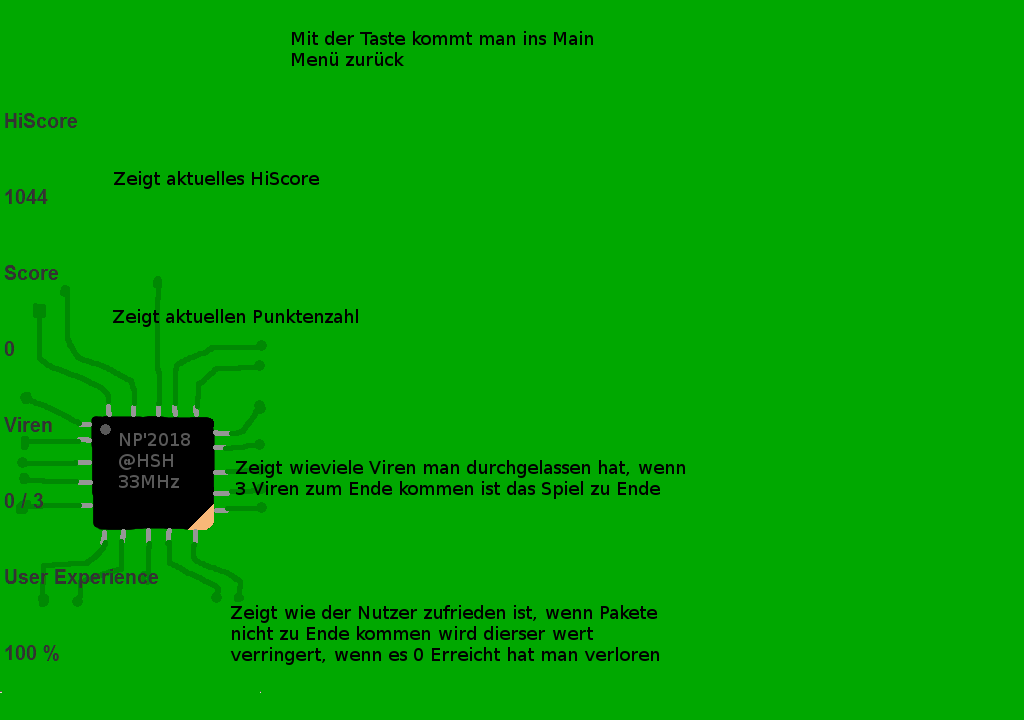 Mit der Taste kommt man ins Main
Menü zurück
HiScore
Zeigt aktuelles HiScore
1044
Score
Zeigt aktuellen Punktenzahl
0
Viren
NP'2018
@HSH
33MHz
Zeigt wieviele Viren man durchgelassen hat, wenn
3 Viren zum Ende kommen ist das Spiel zu Ende
0 / 3
User Experience
Zeigt wie der Nutzer zufrieden ist, wenn Pakete
nicht zu Ende kommen wird dierser wert
verringert, wenn es 0 Erreicht hat man verloren
100 %